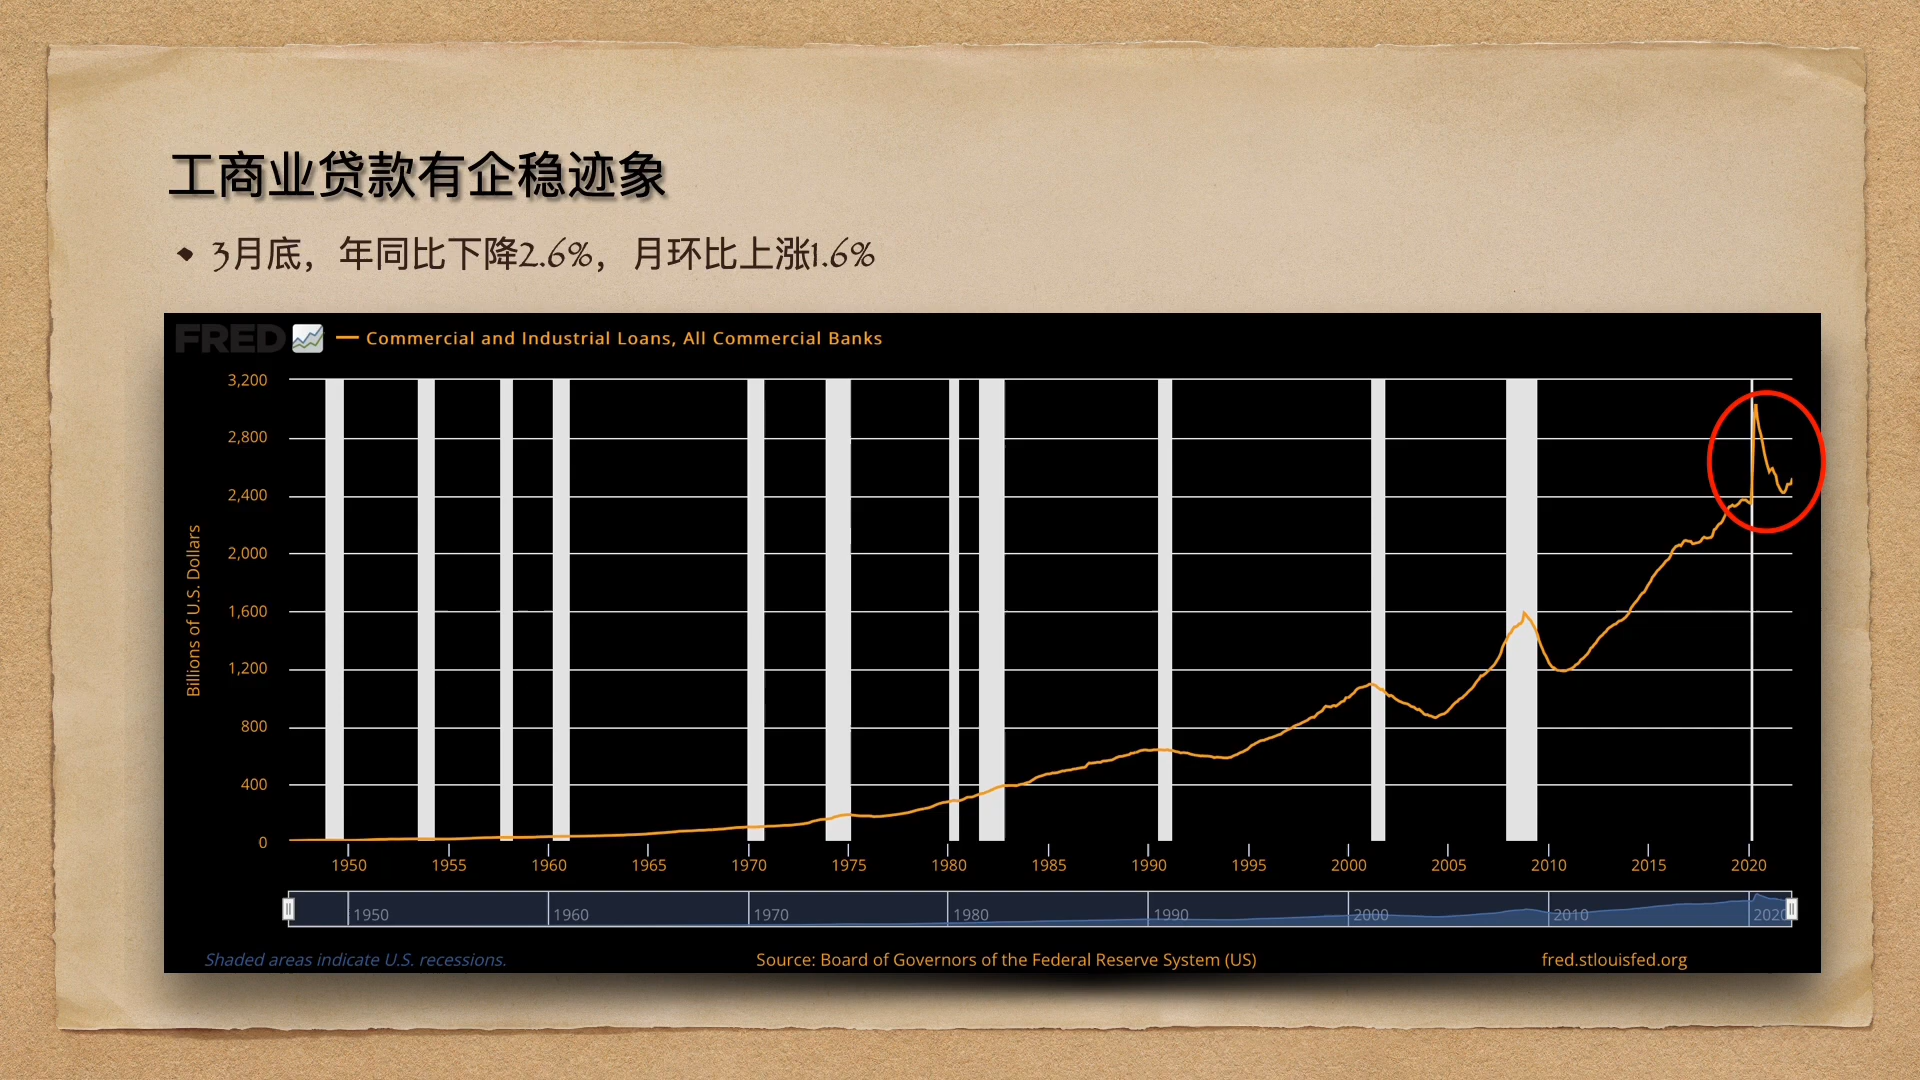 工商业贷款有企稳迹象
3月底，年同比下降2.6%，月环比上涨1.6%
FRED — Commercial and Industrial Loans, All Commercial Banks
3,200
2,800
2,400
2,000
1,600
1,200
800
400
0
Billions of U.S. Dollars
1950 1955 1960 1965 1970 1975 1980 1985 1990 1995 2000 2005 2010 2015 2020
1950 1960 1970 1980 1990 2000 2010 2020
Shaded areas indicate U.S. recessions. Source: Board of Governors of the Federal Reserve System (US) fred.stlouisfed.org